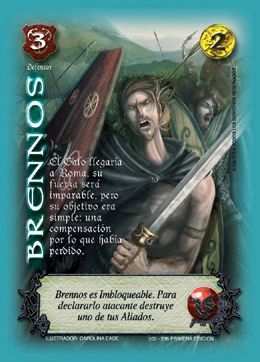 3
2
Defensor
BRENNOS
El Galo llegaría
a Roma, su
fuerza será
imparable, pero
su objetivo era
simple: una
compensación
por lo que había
perdido.
Brennos es Imbloqueable. Para
declararlo atacante destruye
uno de tus Aliados.
ILUSTRADOR: CAROLINA EADE
PRIMERA EDICION